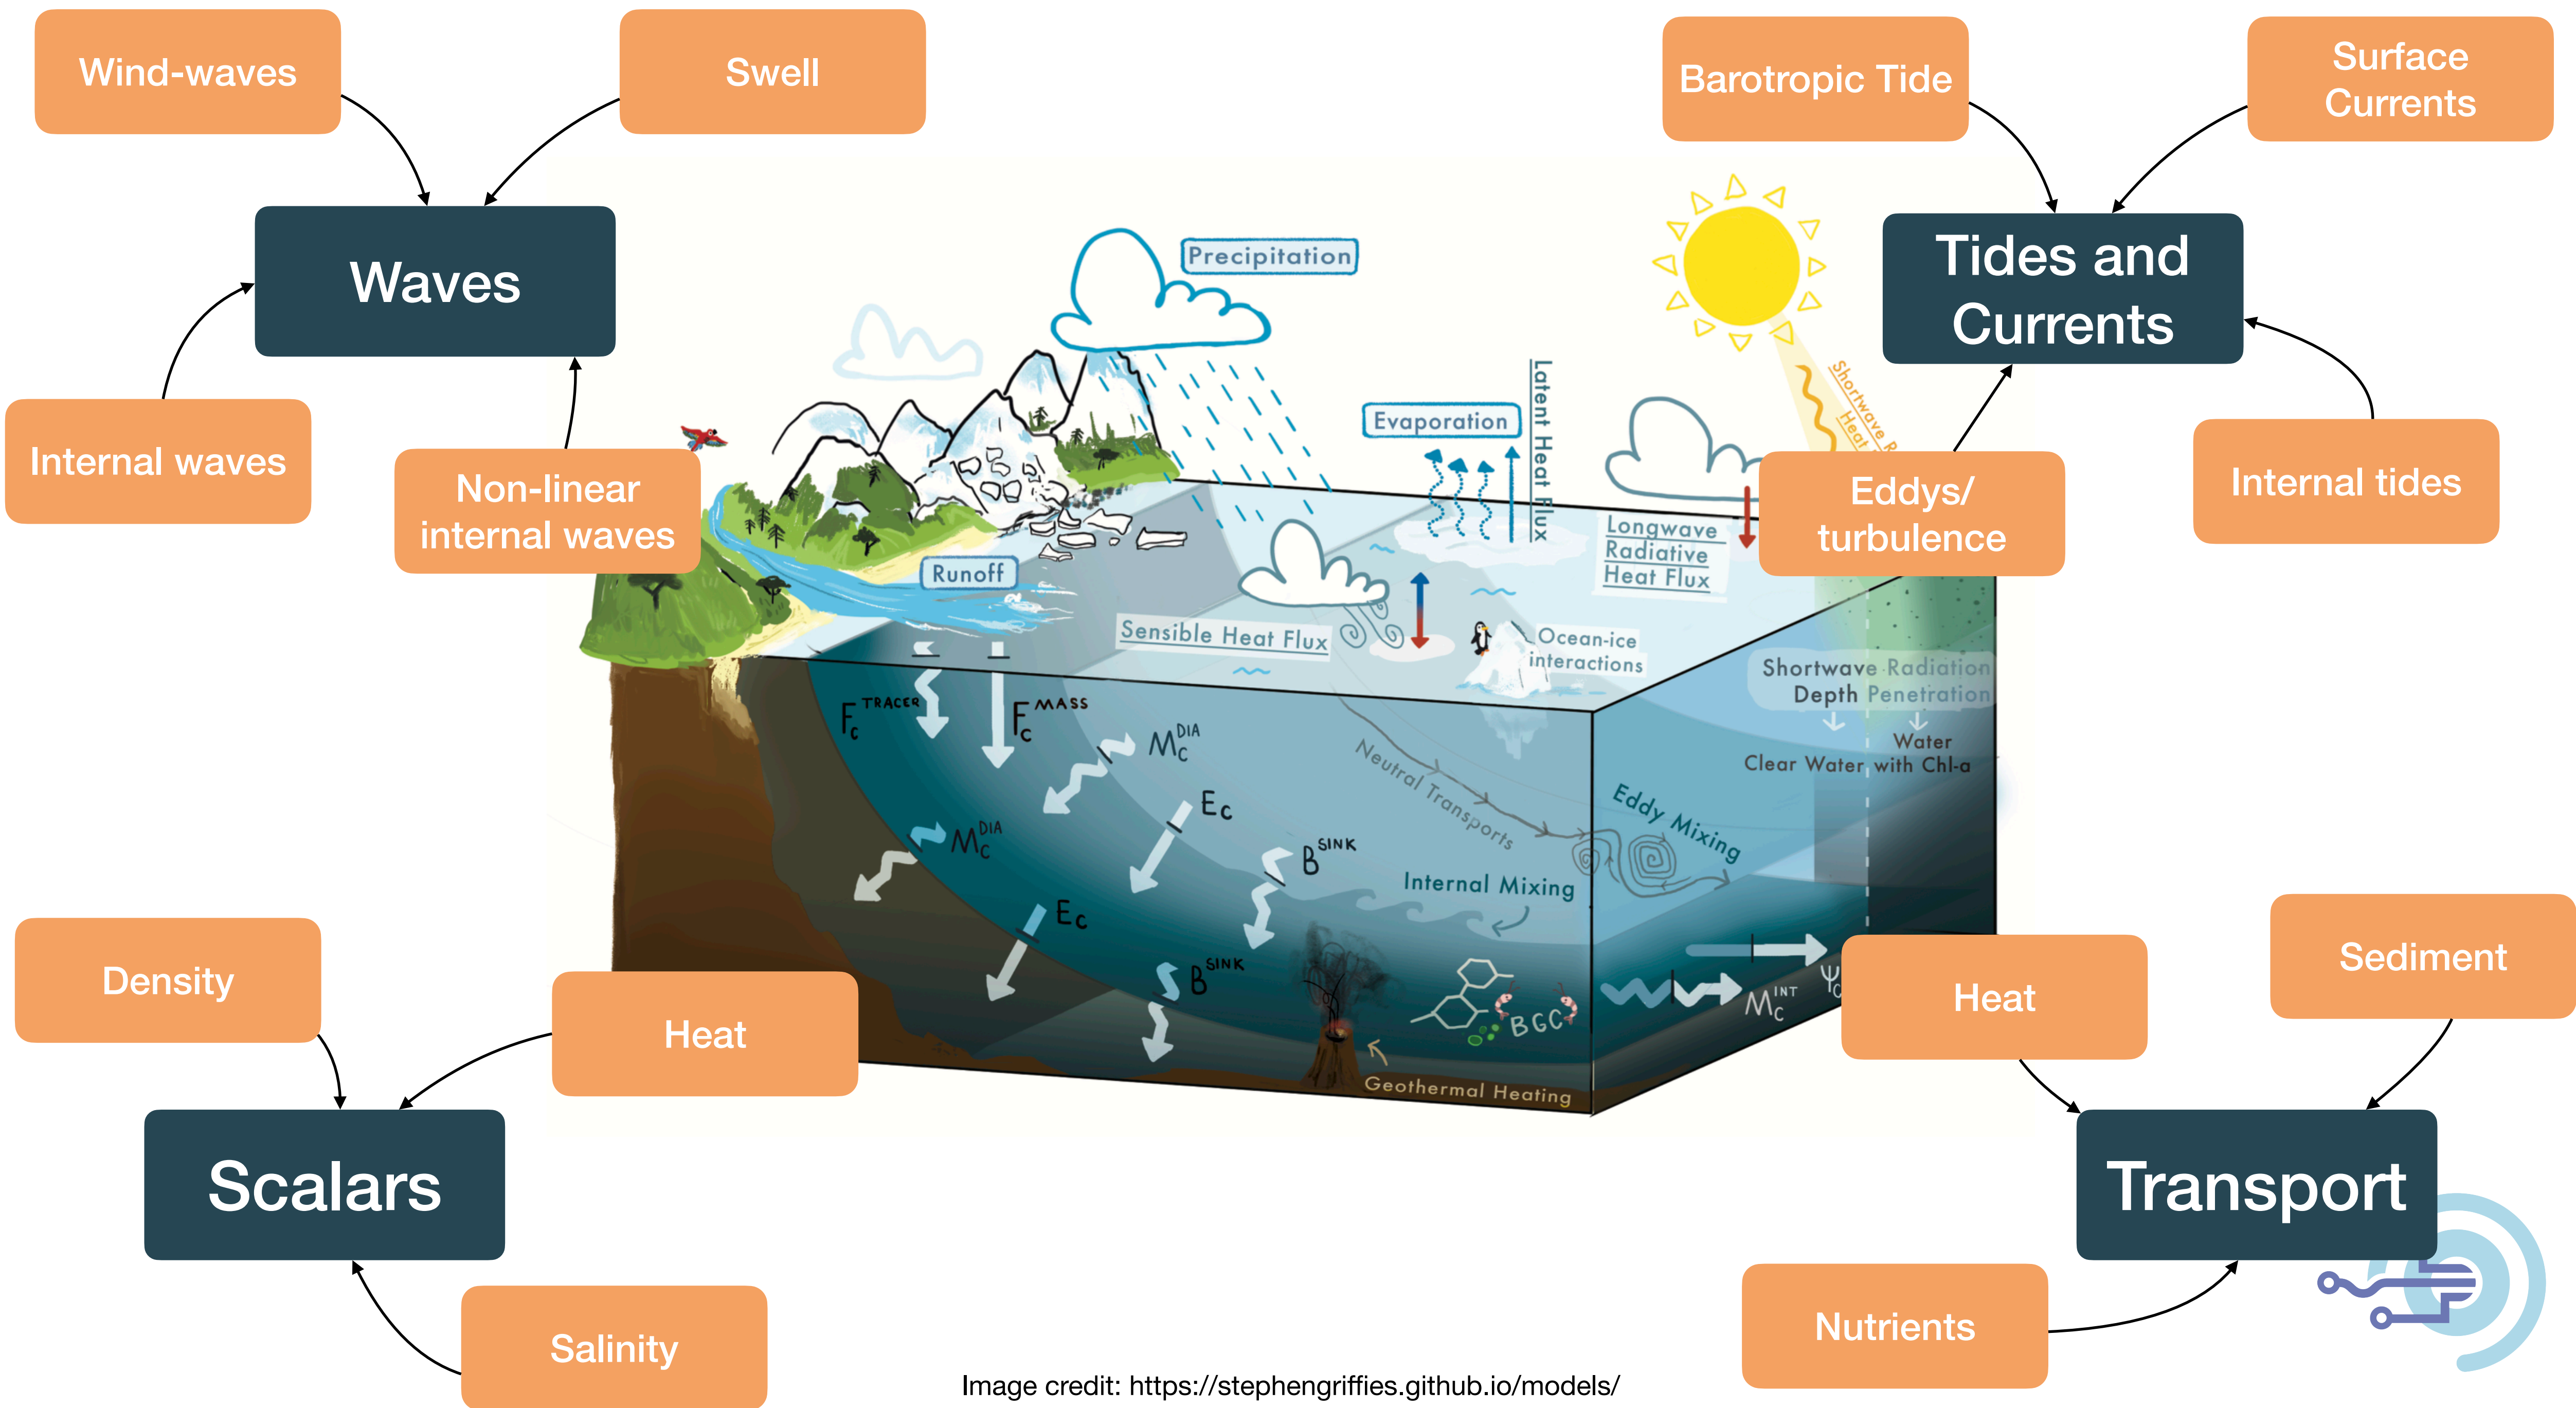 Wind-waves
Swell
Barotropic Tide
Surface
Currents
Waves
Precipitation
Tides and
Currents
Internal waves
Non-linear
internal waves
Evaporation
Latent Heat Flux
Shortwave R
Heat
Eddys/
turbulence
Internal tides
Longwave
Radiative
Heat Flux
Runoff
Sensible Heat Flux
Ocean-ice
interactions
Shortwave Radiation
Depth Penetration
Water
Clear Water with Chl-a
F_C^TRACER
F_C^MASS
M_C^DIA
Neutral Transports
Eddy Mixing
E_C
M_C^DIA
B^SINK
Internal Mixing
E_C
B^SINK
BGC
M_C^INT
Ψ_C
Geothermal Heating
Density
Heat
Heat
Sediment
Scalars
Transport
Salinity
Nutrients
Image credit: https://stephengriffies.github.io/models/